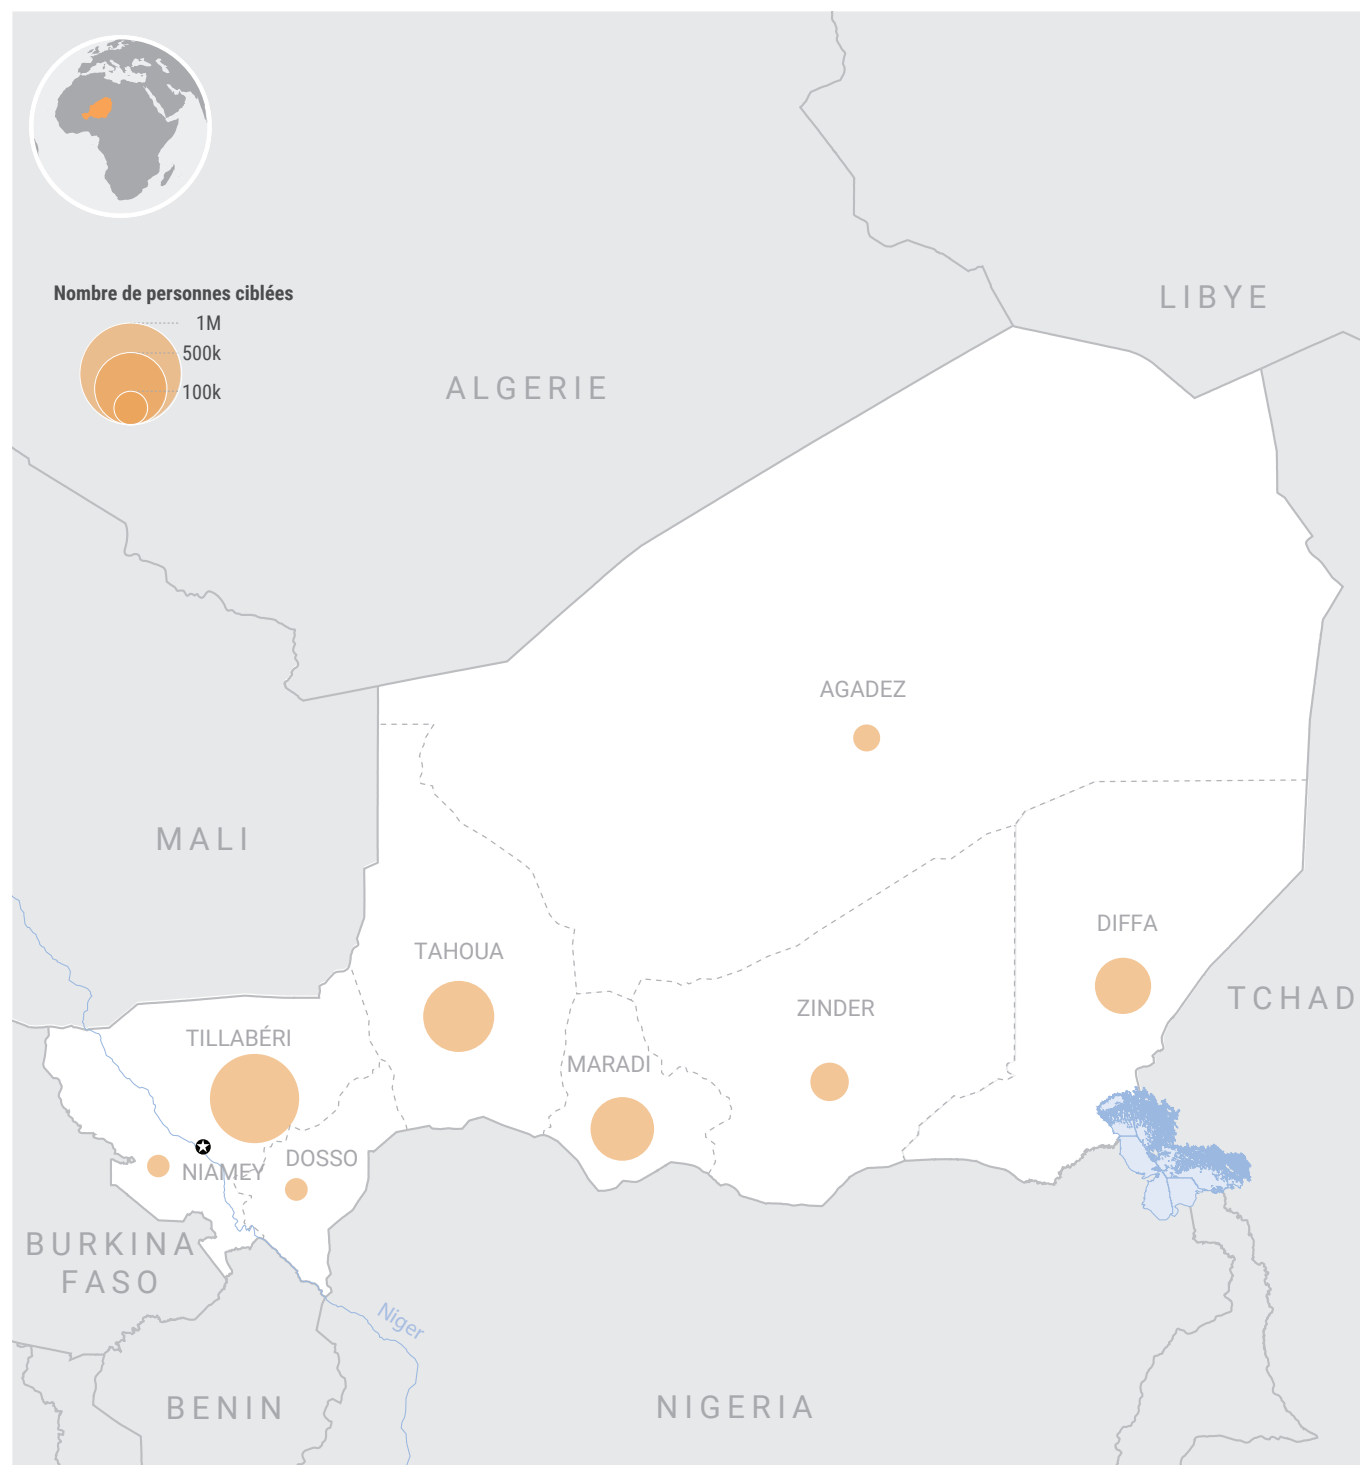 Nombre de personnes ciblées
1M
500k
100k
LIBYE
ALGERIE
AGADEZ
MALI
DIFFA
TAHOUA
TCHAD
ZINDER
TILLABÉRI
MARADI
DOSSO
NIAMEY
BURKINA
FASO
Niger
BENIN
NIGERIA